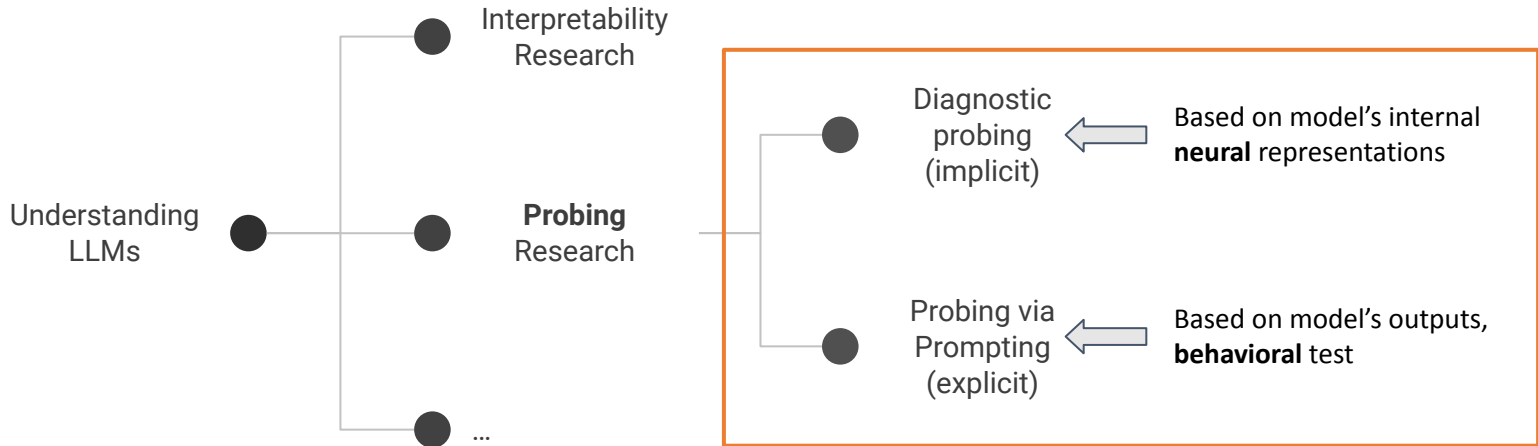 Interpretability
Research
Understanding
LLMs
Probing
Research
...
Diagnostic
probing
(implicit)
Based on model's internal
neural representations
Probing via
Prompting
(explicit)
Based on model's outputs,
behavioral test